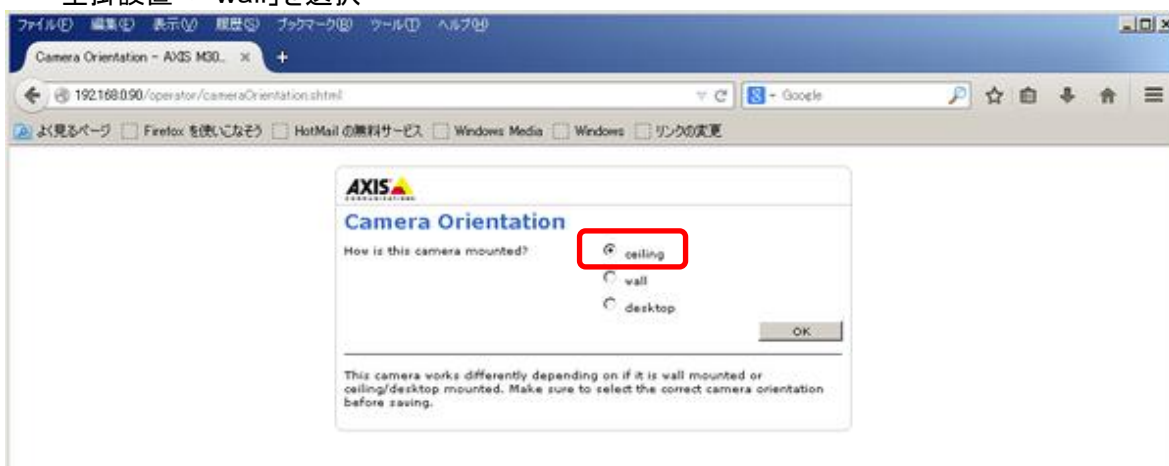 wall」を選択
ファイル(F) 編集(E) 表示(V) 履歴(S) ブックマーク(B) ツール(T) ヘルプ(H)
Camera Orientation - AXIS M30... × +
192.168.0.90/operator/cameraOrientation.shtml Google
よく見るページ Firefox を使いこなそう HotMail の無料サービス Windows Media Windows リンクの変更
AXIS
COMMUNICATIONS
Camera Orientation
How is this camera mounted? ceiling
wall
desktop
OK
This camera works differently depending on if it is wall mounted or
ceiling/desktop mounted. Make sure to select the correct camera orientation
before saving.